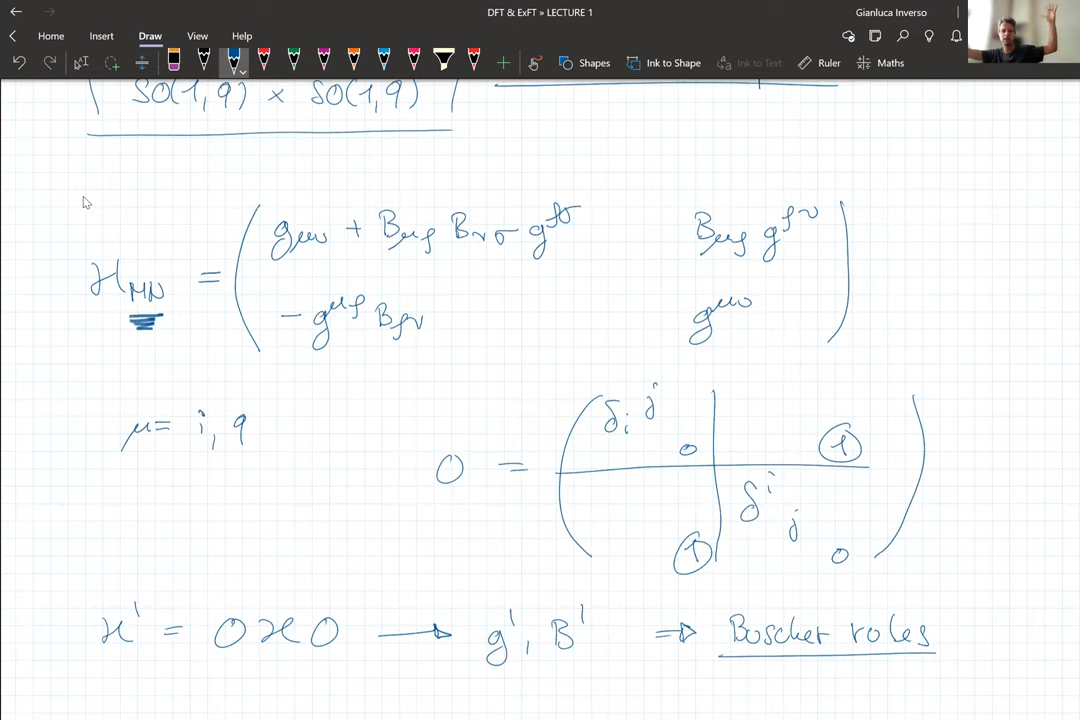 DFT & ExFT » LECTURE 1
Gianluca Inverso
Home Insert Draw View Help
Shapes Ink to Shape Ink to Text Ruler Maths
SO(1,9) × SO(1,9)
H_MN = ( g_μν + B_μρ B_νσ g^ρσ   B_μρ g^ρν
- g^μρ B_ρν   g^μν )
μ = i, 9
O = ( δ_i^j 0 | 1
1 | δ^i_j 0 )
H' = O H O → g', B' ⇒ Buscher rules